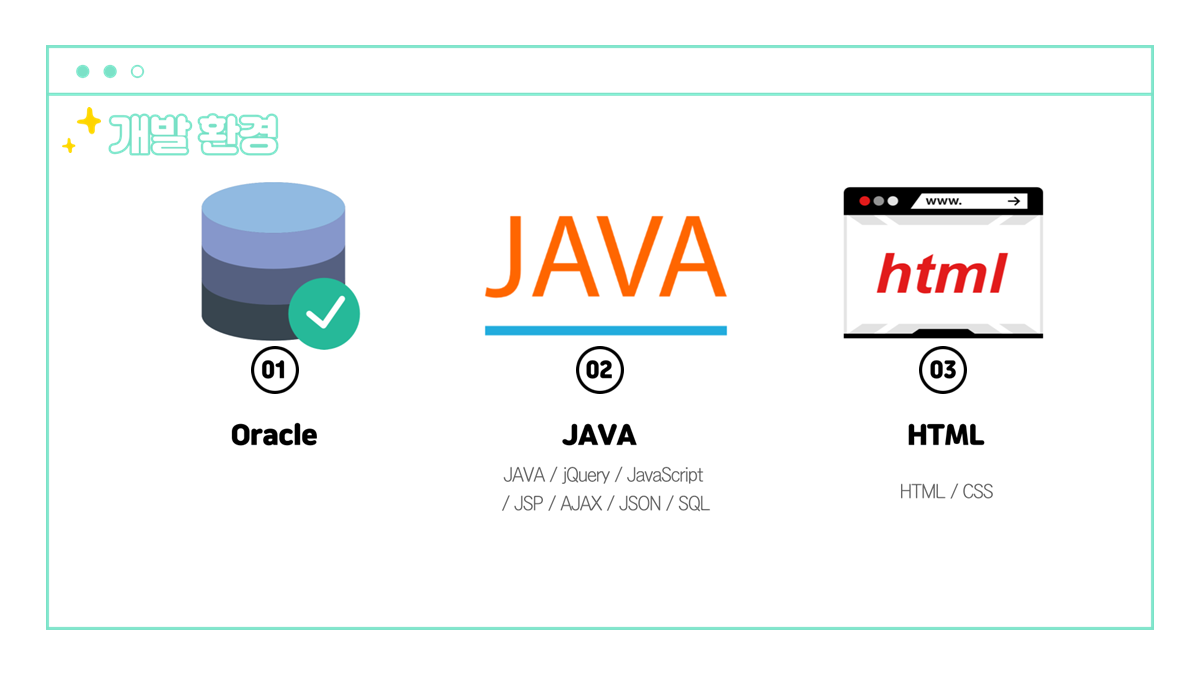 개발 환경
www.
JAVA
html
01
02
03
Oracle
JAVA
HTML
JAVA / jQuery / JavaScript
/ JSP / AJAX / JSON / SQL
HTML / CSS